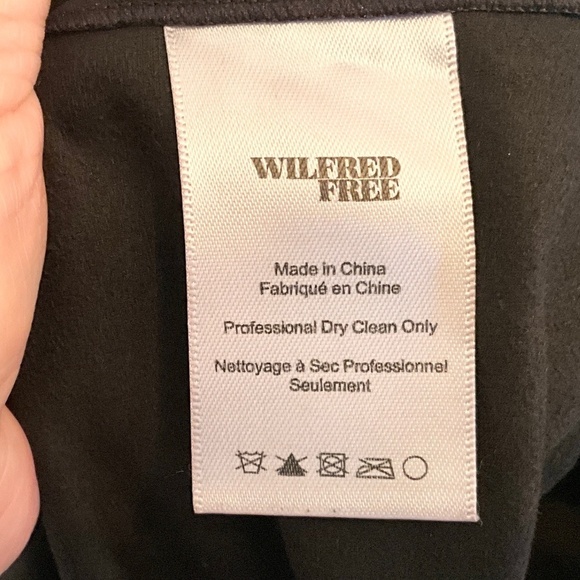 WILFRED
FREE
Made in China
Fabriqué en Chine
Professional Dry Clean Only
Nettoyage à Sec Professionnel
Seulement